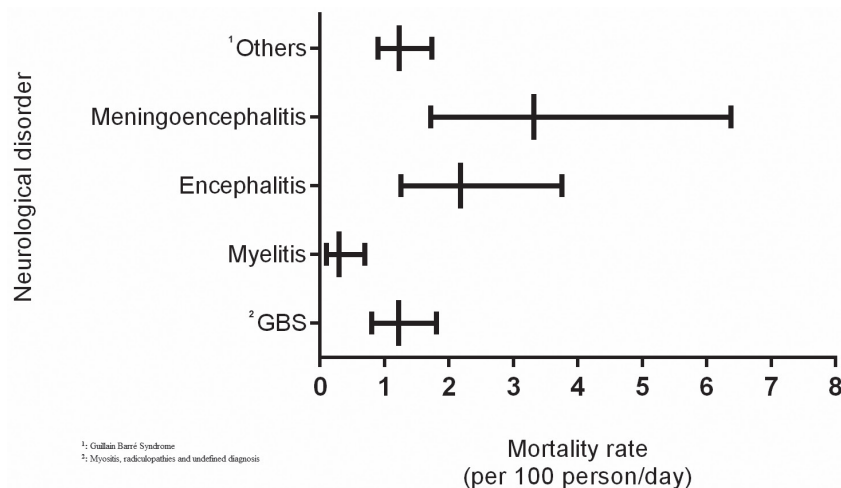 Neurological disorder
¹Others
Meningoencephalitis
Encephalitis
Myelitis
²GBS
0 1 2 3 4 5 6 7 8
Mortality rate
(per 100 person/day)
¹: Guillain Barré Syndrome
²: Myositis, radiculopathies and undefined diagnosis